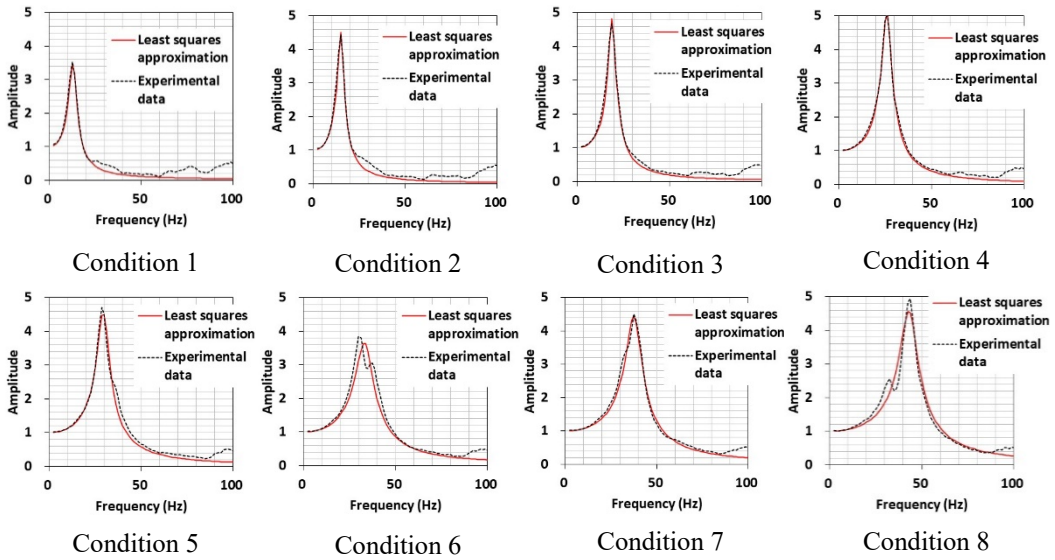 5
4
3
2
1
0
Amplitude
0
50
100
Frequency (Hz)
Least squares
approximation
Experimental
data
Condition 1
5
4
3
2
1
0
Amplitude
0
50
100
Frequency (Hz)
Least squares
approximation
Experimental
data
Condition 2
5
4
3
2
1
0
Amplitude
0
50
100
Frequency (Hz)
Least squares
approximation
Experimental
data
Condition 3
5
4
3
2
1
0
Amplitude
0
50
100
Frequency (Hz)
Least squares
approximation
Experimental
data
Condition 4
5
4
3
2
1
0
Amplitude
0
50
100
Frequency (Hz)
Least squares
approximation
Experimental
data
Condition 5
5
4
3
2
1
0
Amplitude
0
50
100
Frequency (Hz)
Least squares
approximation
Experimental
data
Condition 6
5
4
3
2
1
0
Amplitude
0
50
100
Frequency (Hz)
Least squares
approximation
Experimental
data
Condition 7
5
4
3
2
1
0
Amplitude
0
50
100
Frequency (Hz)
Least squares
approximation
Experimental
data
Condition 8